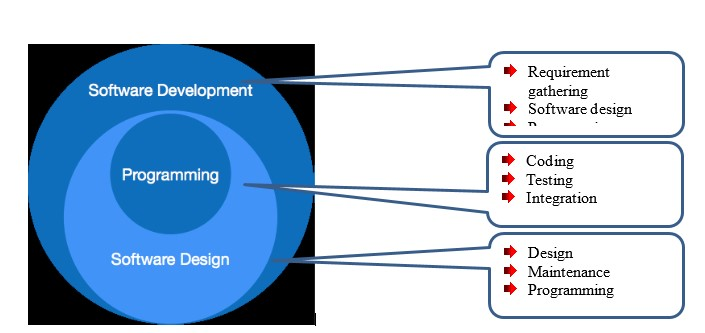 Software Development
Programming
Software Design
Requirement
gathering
Software design
Coding
Testing
Integration
Design
Maintenance
Programming